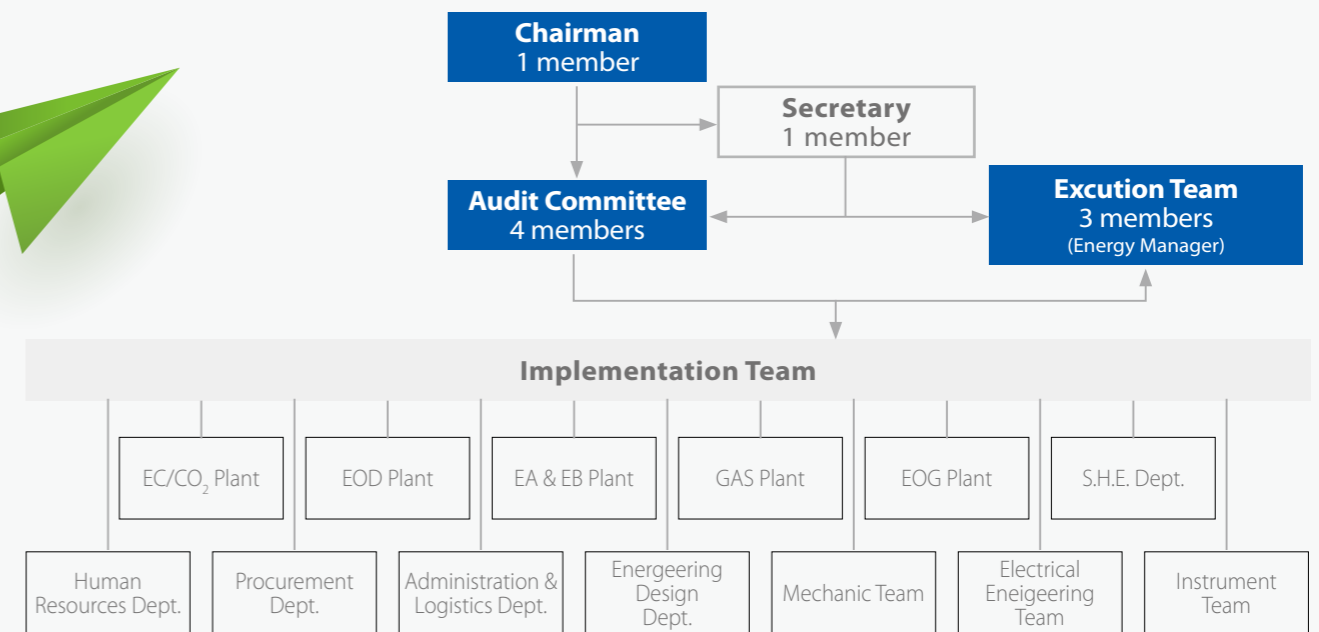 Chairman
1 member
Secretary
1 member
Audit Committee
4 members
Excution Team
3 members
(Energy Manager)
Implementation Team
EC/CO₂ Plant
EOD Plant
EA & EB Plant
GAS Plant
EOG Plant
S.H.E. Dept.
Human
Resources Dept.
Procurement
Dept.
Administration &
Logistics Dept.
Energeering
Design
Dept.
Mechanic Team
Electrical
Eneigeering
Team
Instrument
Team